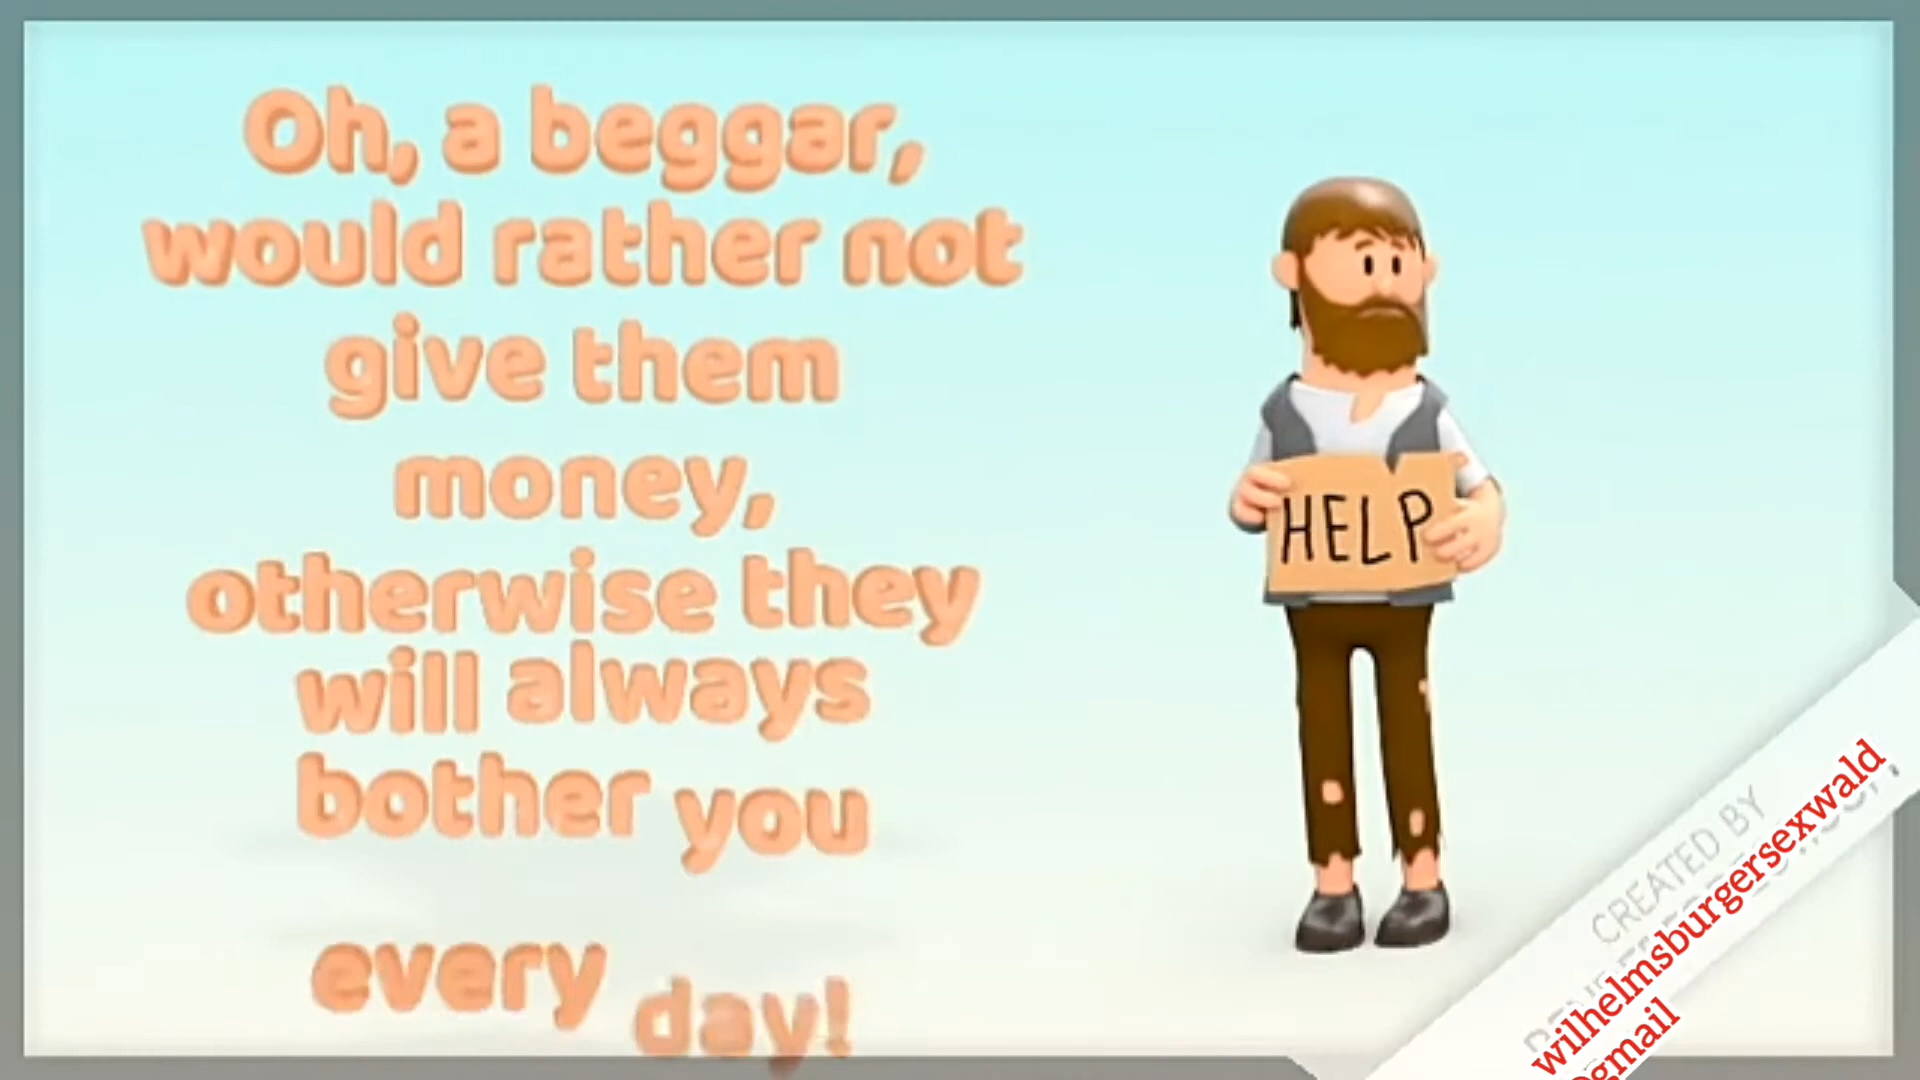 Oh, a beggar,
would rather not
give them
money,
otherwise they
will always
bother you
every day!
HELP
CREATED BY
wilhelmsburgersexwald
@gmail